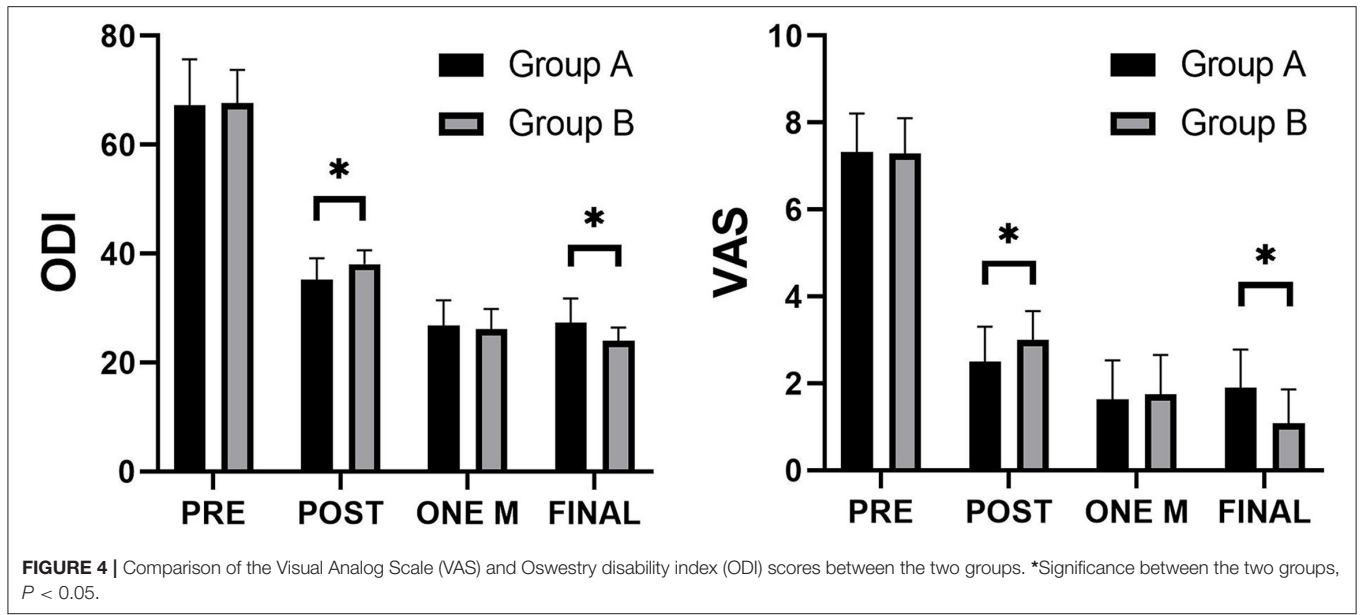 80
60
40
20
0
ODI
Group A
Group B
*
*
PRE POST ONE M FINAL
10
8
6
4
2
0
VAS
Group A
Group B
*
*
PRE POST ONE M FINAL
FIGURE 4 | Comparison of the Visual Analog Scale (VAS) and Oswestry disability index (ODI) scores between the two groups. *Significance between the two groups,
P < 0.05.